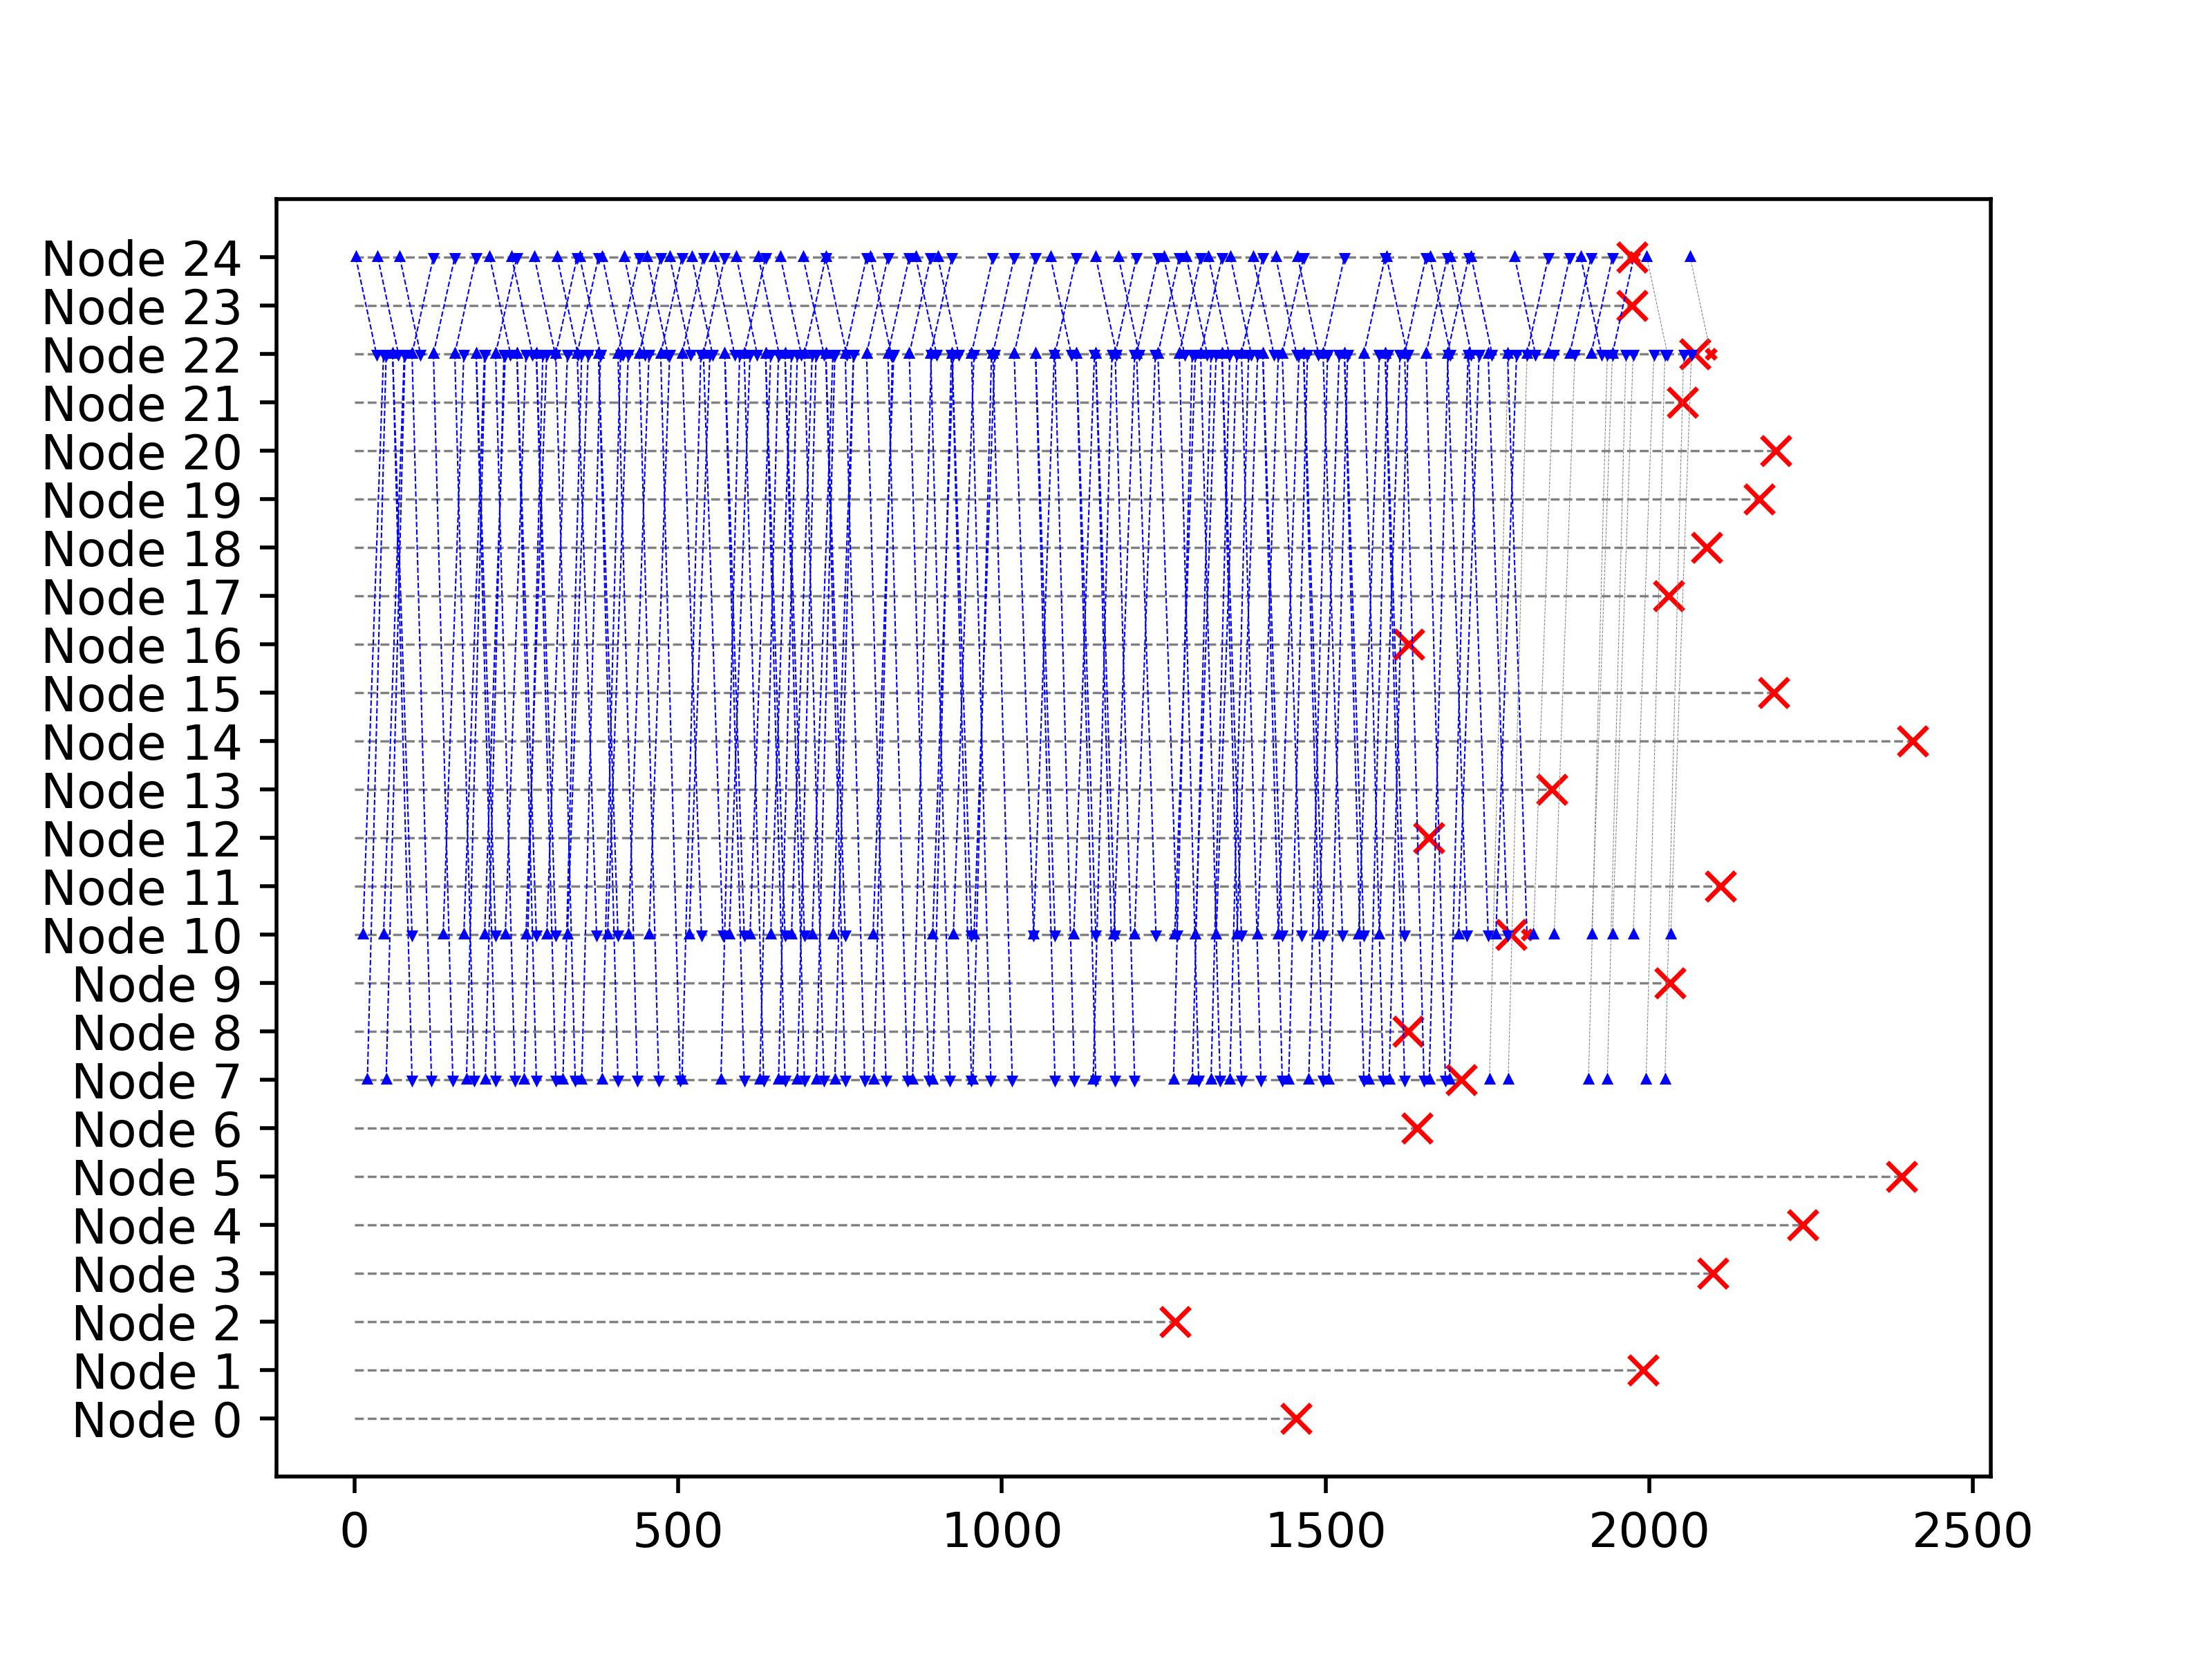 Node 24
Node 23
Node 22
Node 21
Node 20
Node 19
Node 18
Node 17
Node 16
Node 15
Node 14
Node 13
Node 12
Node 11
Node 10
Node 9
Node 8
Node 7
Node 6
Node 5
Node 4
Node 3
Node 2
Node 1
Node 0
0 500 1000 1500 2000 2500